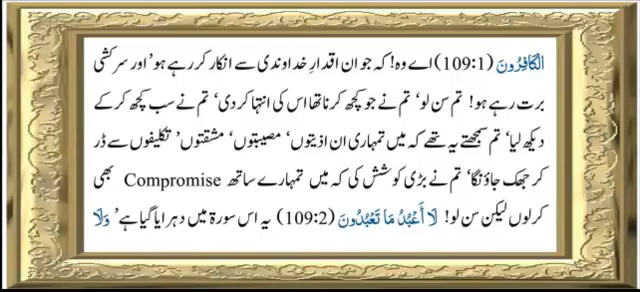 الْكَافِرُونَ (109:1) اے وہ! کہ جو ان اقدارِ خداوندی سے انکار کر رہے ہو' اور سرکشی
برت رہے ہو! تم سن لو' تم نے جو کچھ کرنا تھا اس کی انتہا کر دی' تم نے سب کچھ کر کے
دیکھ لیا' تم سمجھتے یہ تھے کہ میں تمہاری ان اذیتوں' مصیبتوں' مشقتوں' تکلیفوں سے ڈر
کر جھک جاؤنگا' تم نے بڑی کوشش کی کہ میں تمہارے ساتھ Compromise بھی
کرلوں لیکن سن لو! لَا أَعْبُدُ مَا تَعْبُدُونَ (109:2) یہ اس سورۃ میں دہرایا گیا ہے' وَلَا